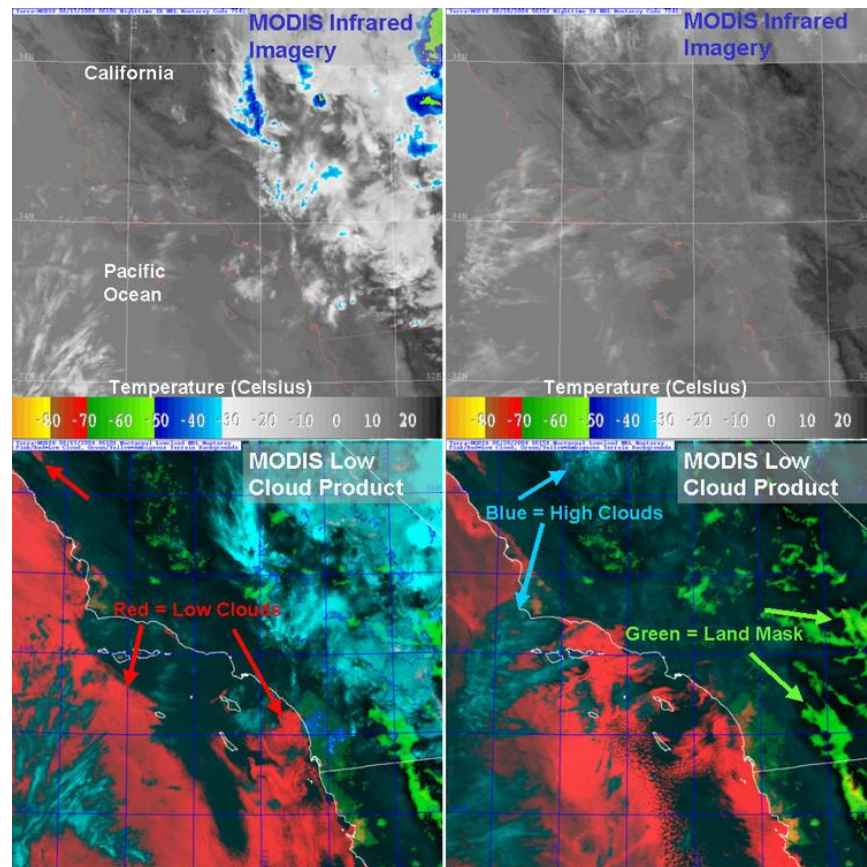 MODIS Infrared
Imagery
California
Pacific
Ocean
34N
Temperature (Celsius)
-80 -70 -60 -50 -40 -30 -20 -10 0 10 20
MODIS Infrared
Imagery
Temperature (Celsius)
-80 -70 -60 -50 -40 -30 -20 -10 0 10 20
MODIS Low
Cloud Product
Red = Low Clouds
MODIS Low
Cloud Product
Blue = High Clouds
Green = Land Mask